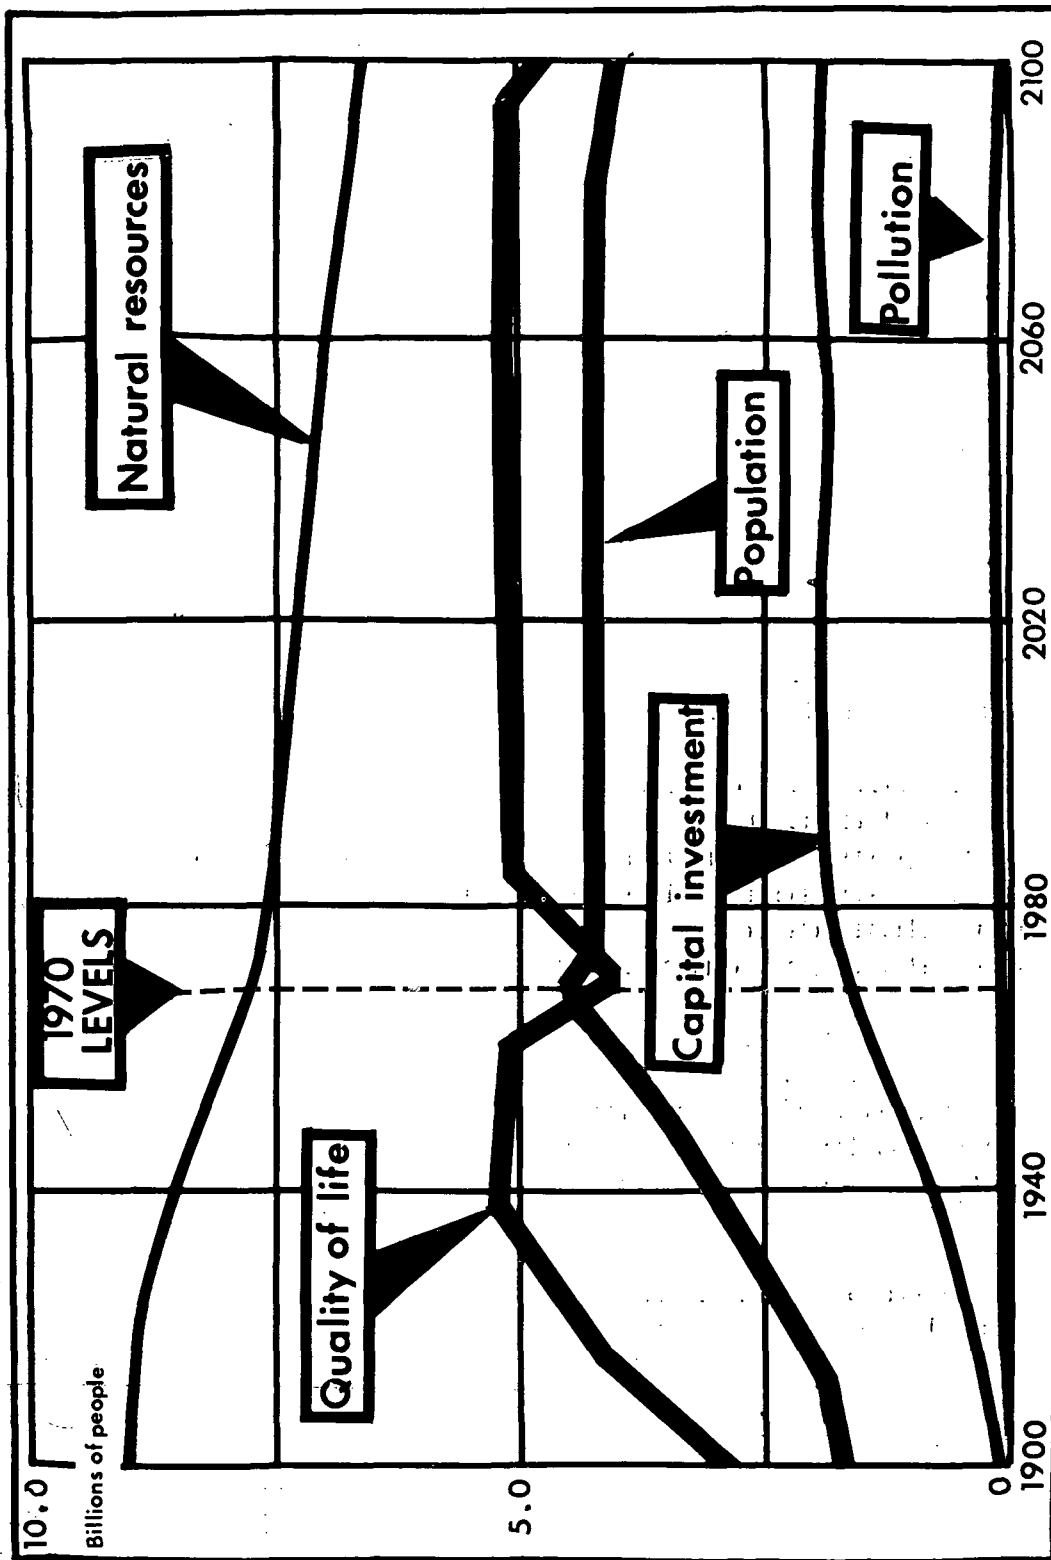 10.0
Billions of people
5.0
0
1970
LEVELS
Natural resources
Quality of life
Population
Capital investment
Pollution
1900
1940
1980
2020
2060
2100